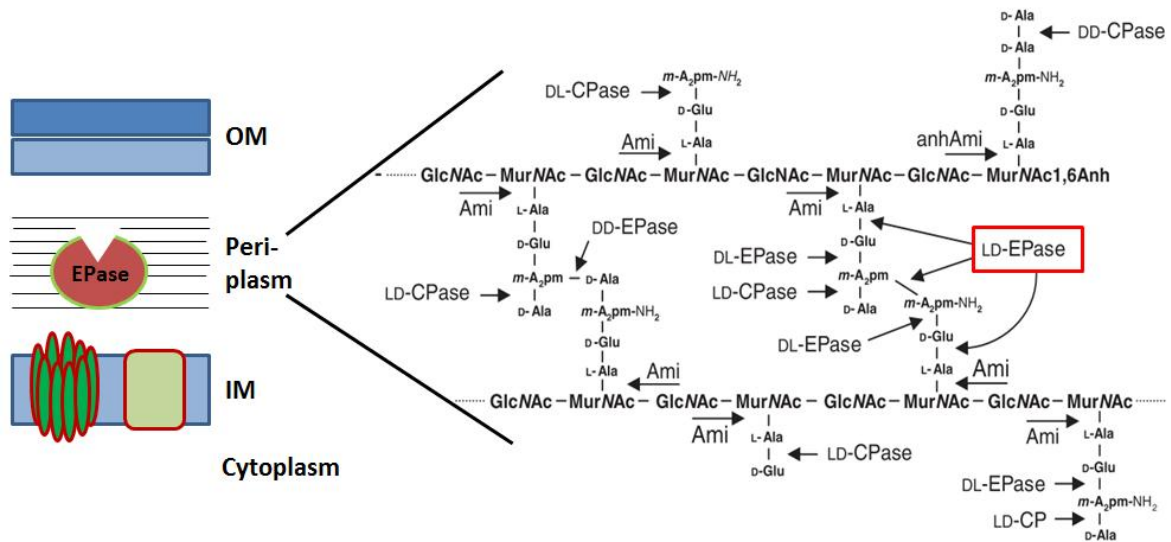 OM
Peri-
plasm
EPase
IM
Cytoplasm
D- Ala
D- Ala
m-A2pm-NH2
D-Glu
L-Ala
DD-CPase
anhAmi
m-A2pm-NH2
D-Glu
L-Ala
DL-CPase
Ami
GlcNAc – MurNAc – GlcNAc – MurNAc – GlcNAc – MurNAc – GlcNAc – MurNAc1,6Anh
Ami
L-Ala
D-Glu
m-A2pm – D-Ala
D-Ala
DD-EPase
LD-CPase
m-A2pm-NH2
D-Glu
L-Ala
Ami
Ami
L-Ala
D-Glu
m-A2pm
D-Ala
DL-EPase
LD-CPase
LD-EPase
m-A2pm-NH2
D-Glu
L-Ala
DL-EPase
Ami
GlcNAc – MurNAc – GlcNAc – MurNAc – GlcNAc – MurNAc – GlcNAc – MurNAc
Ami
L-Ala
D-Glu
LD-CPase
Ami
L-Ala
D-Glu
m-A2pm-NH2
D-Ala
DL-EPase
LD-CP